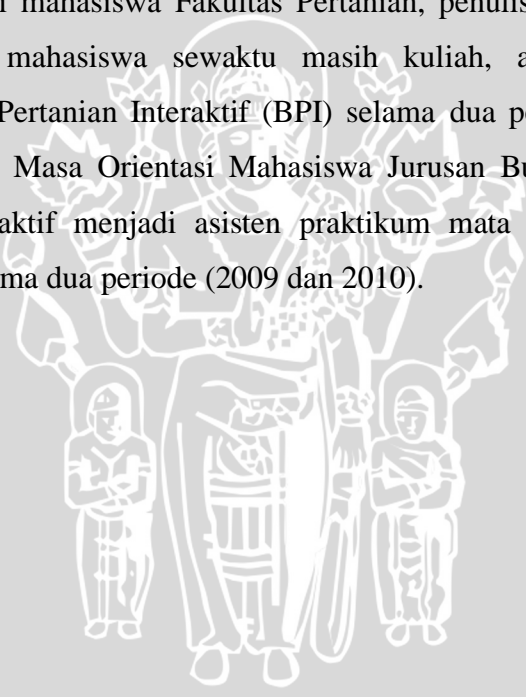 mahasiswa Fakultas Pertanian, penulis
mahasiswa sewaktu masih kuliah, a
Pertanian Interaktif (BPI) selama dua pe
Masa Orientasi Mahasiswa Jurusan Bu
aktif menjadi asisten praktikum mata
ma dua periode (2009 dan 2010).